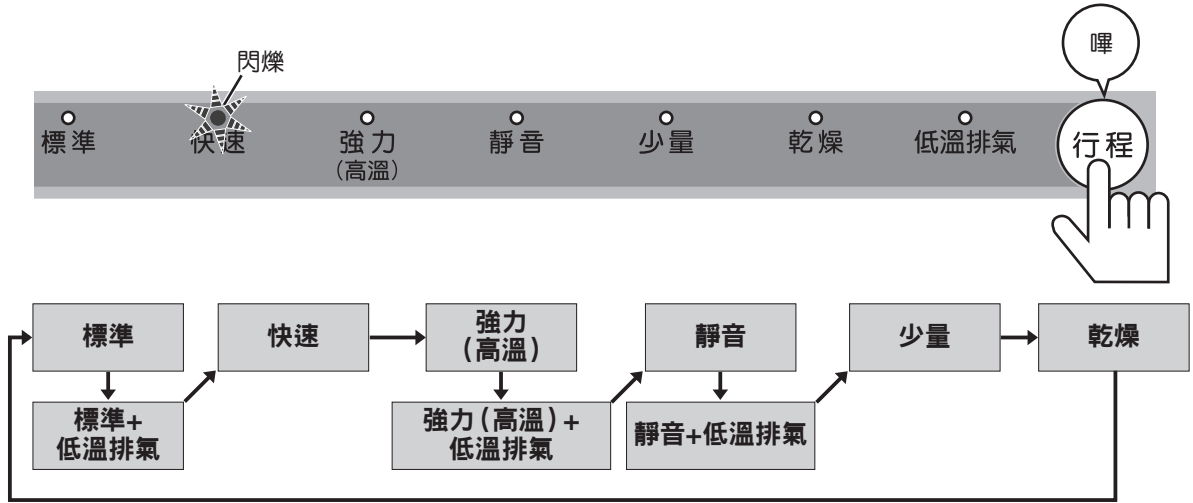 嗶
閃爍
標準
快速
強力
(高溫)
靜音
少量
乾燥
低溫排氣
行程
標準
快速
強力
(高溫)
靜音
少量
乾燥
標準+
低溫排氣
強力(高溫)+
低溫排氣
靜音+低溫排氣